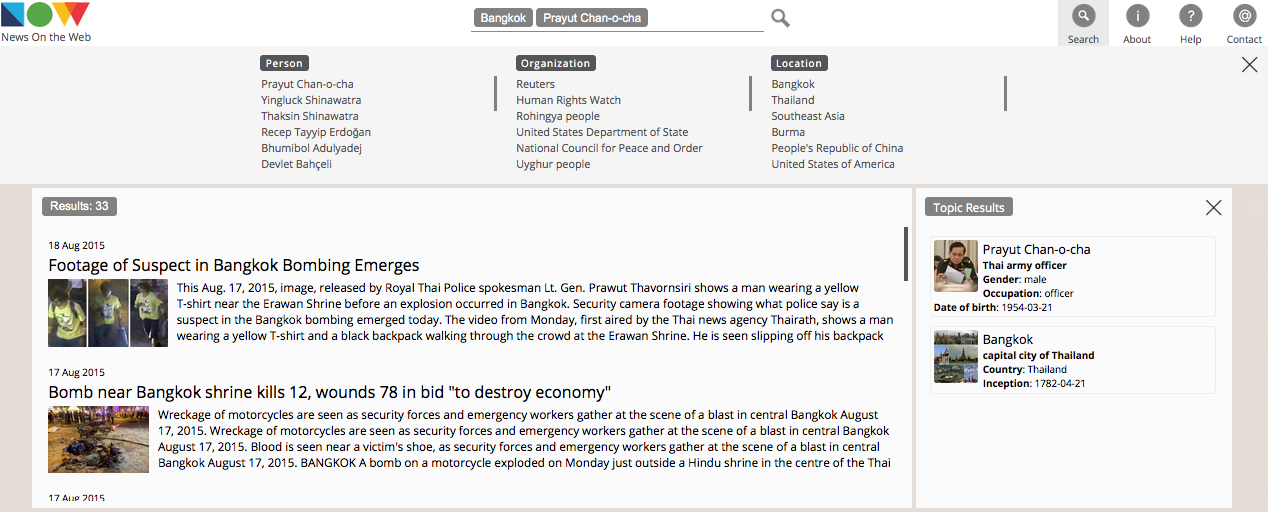 NOW
News On the Web
Bangkok Prayut Chan-o-cha
Search
About
Help
Contact
Person
Prayut Chan-o-cha
Yingluck Shinawatra
Thaksin Shinawatra
Recep Tayyip Erdoğan
Bhumibol Adulyadej
Devlet Bahçeli
Organization
Reuters
Human Rights Watch
Rohingya people
United States Department of State
National Council for Peace and Order
Uyghur people
Location
Bangkok
Thailand
Southeast Asia
Burma
People's Republic of China
United States of America
Results: 33
18 Aug 2015
Footage of Suspect in Bangkok Bombing Emerges
This Aug. 17, 2015, image, released by Royal Thai Police spokesman Lt. Gen. Prawut Thavornsiri shows a man wearing a yellow
T-shirt near the Erawan Shrine before an explosion occurred in Bangkok. Security camera footage showing what police say is a
suspect in the Bangkok bombing emerged today. The video from Monday, first aired by the Thai news agency Thairath, shows a man
wearing a yellow T-shirt and a black backpack walking through the crowd at the Erawan Shrine. He is seen slipping off his backpack
17 Aug 2015
Bomb near Bangkok shrine kills 12, wounds 78 in bid "to destroy economy"
Wreckage of motorcycles are seen as security forces and emergency workers gather at the scene of a blast in central Bangkok August
17, 2015. Wreckage of motorcycles are seen as security forces and emergency workers gather at the scene of a blast in central Bangkok
August 17, 2015. Blood is seen near a victim's shoe, as security forces and emergency workers gather at the scene of a blast in central
Bangkok August 17, 2015. BANGKOK A bomb on a motorcycle exploded on Monday just outside a Hindu shrine in the centre of the Thai
17 Aug 2015
Topic Results
Prayut Chan-o-cha
Thai army officer
Gender: male
Occupation: officer
Date of birth: 1954-03-21
Bangkok
capital city of Thailand
Country: Thailand
Inception: 1782-04-21